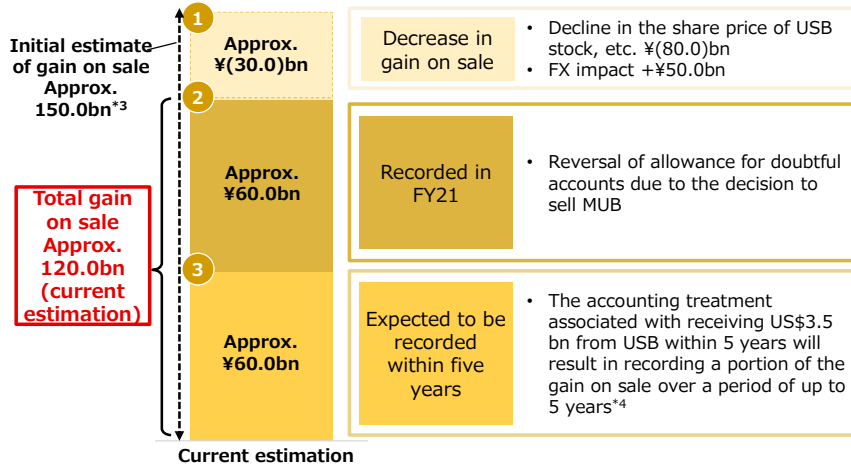 Initial estimate
of gain on sale
Approx.
150.0bn*3
Total gain
on sale
Approx.
120.0bn
(current
estimation)
1
Approx.
¥(30.0)bn
2
Approx.
¥60.0bn
3
Approx.
¥60.0bn
Current estimation
Decrease in
gain on sale
• Decline in the share price of USB
stock, etc. ¥(80.0)bn
• FX impact +¥50.0bn
Recorded in
FY21
• Reversal of allowance for doubtful
accounts due to the decision to
sell MUB
Expected to be
recorded
within five
years
• The accounting treatment
associated with receiving US$3.5
bn from USB within 5 years will
result in recording a portion of the
gain on sale over a period of up to
5 years*4